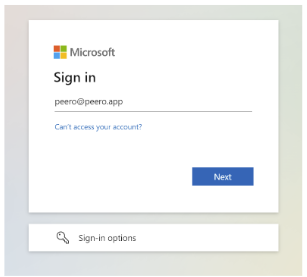 Microsoft
Sign in
peero@peero.app
Can't access your account?
Next
Sign-in options